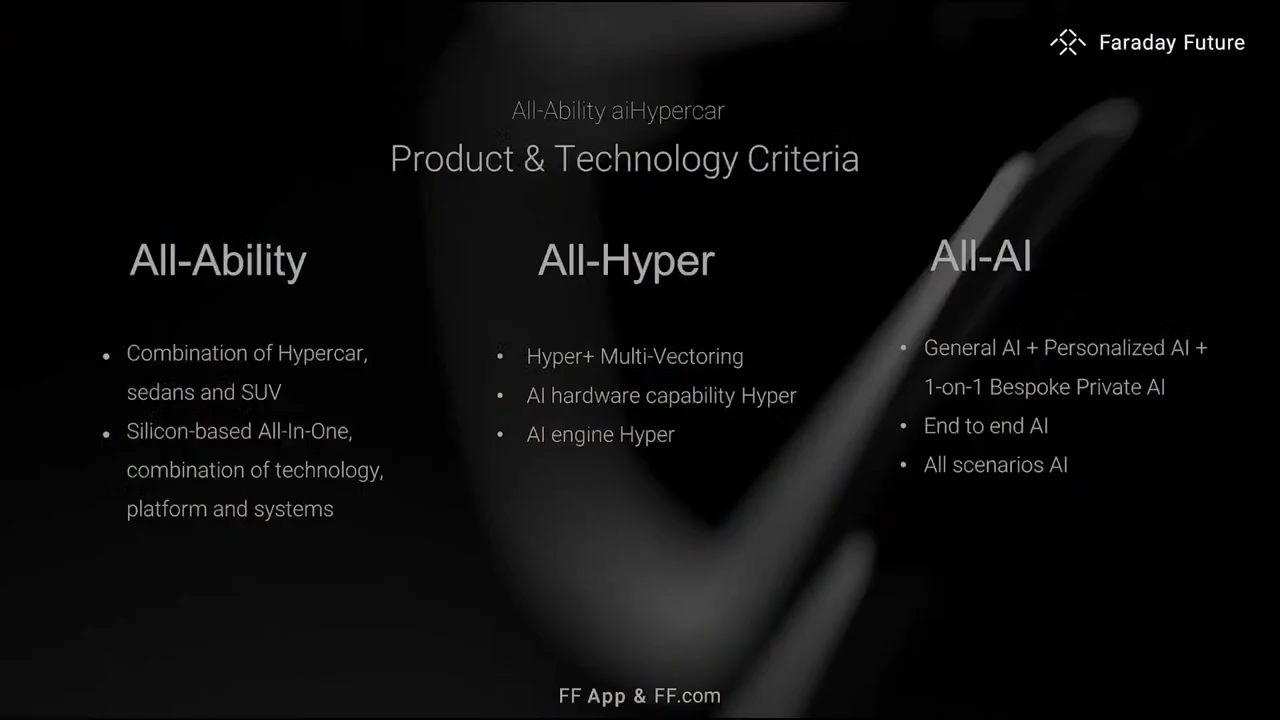 Faraday Future
All-Ability aiHypercar
Product & Technology Criteria
All-Ability
• Combination of Hypercar,
sedans and SUV
• Silicon-based All-In-One,
combination of technology,
platform and systems
All-Hyper
• Hyper+ Multi-Vectoring
• AI hardware capability Hyper
• AI engine Hyper
All-AI
• General AI + Personalized AI +
1-on-1 Bespoke Private AI
• End to end AI
• All scenarios AI
FF App & FF.com